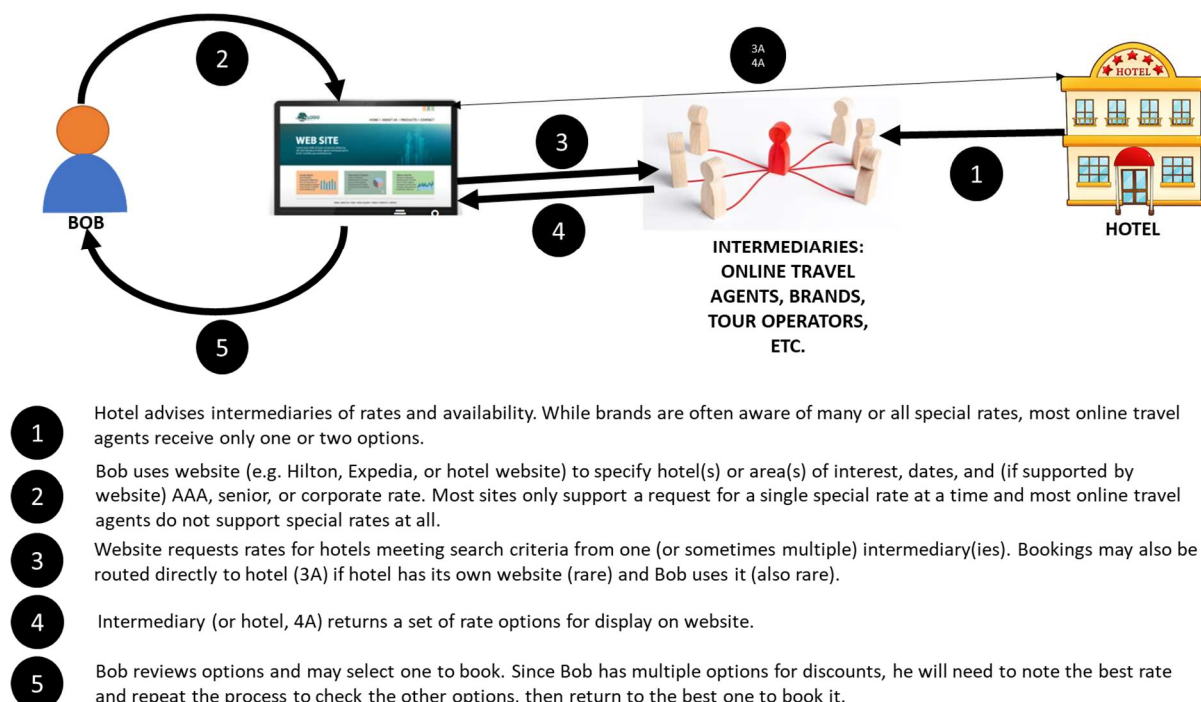 2
3A
4A
HOTEL
WEB SITE
3
1
BOB
4
HOTEL
INTERMEDIARIES:
ONLINE TRAVEL
AGENTS, BRANDS,
TOUR OPERATORS,
ETC.
5
1
Hotel advises intermediaries of rates and availability. While brands are often aware of many or all special rates, most online travel
agents receive only one or two options.
2
Bob uses website (e.g. Hilton, Expedia, or hotel website) to specify hotel(s) or area(s) of interest, dates, and (if supported by
website) AAA, senior, or corporate rate. Most sites only support a request for a single special rate at a time and most online travel
agents do not support special rates at all.
3
Website requests rates for hotels meeting search criteria from one (or sometimes multiple) intermediary(ies). Bookings may also be
routed directly to hotel (3A) if hotel has its own website (rare) and Bob uses it (also rare).
4
Intermediary (or hotel, 4A) returns a set of rate options for display on website.
5
Bob reviews options and may select one to book. Since Bob has multiple options for discounts, he will need to note the best rate
and repeat the process to check the other options, then return to the best one to book it.